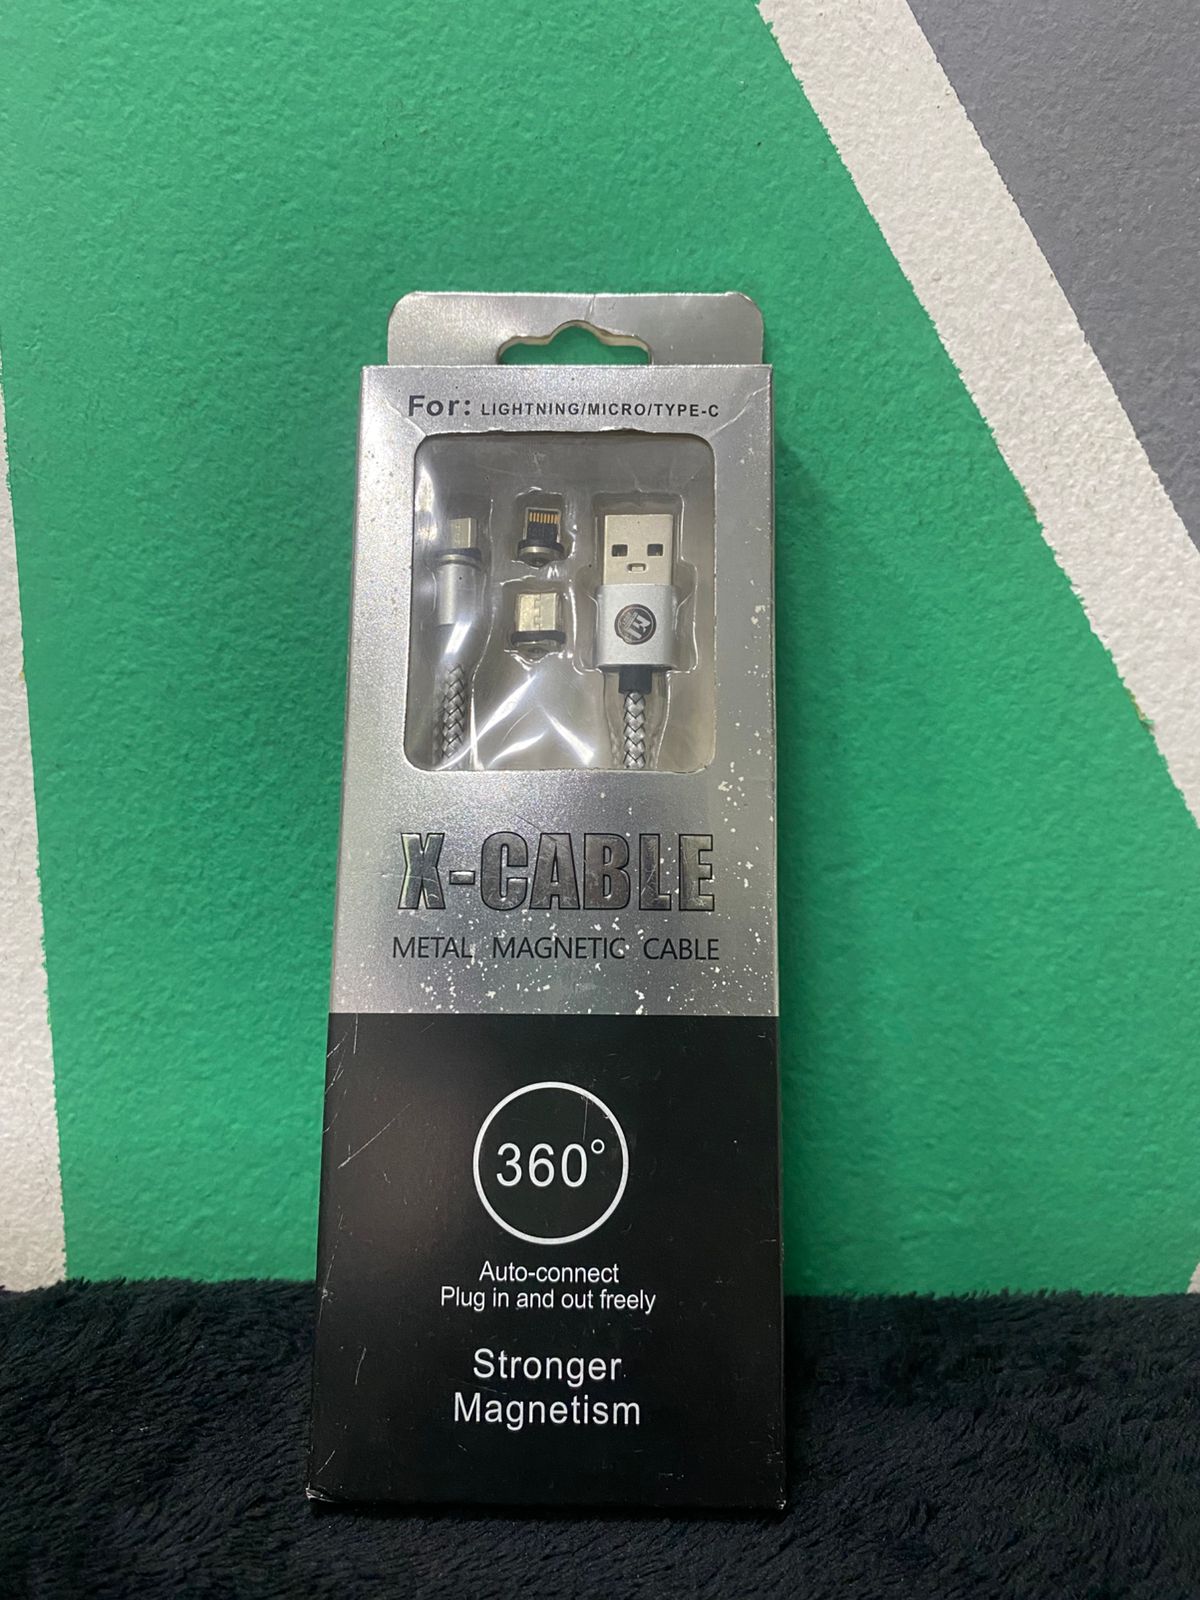 For: LIGHTNING/MICRO/TYPE-C
X-CABLE
METAL MAGNETIC CABLE
360°
Auto-connect
Plug in and out freely
Stronger
Magnetism